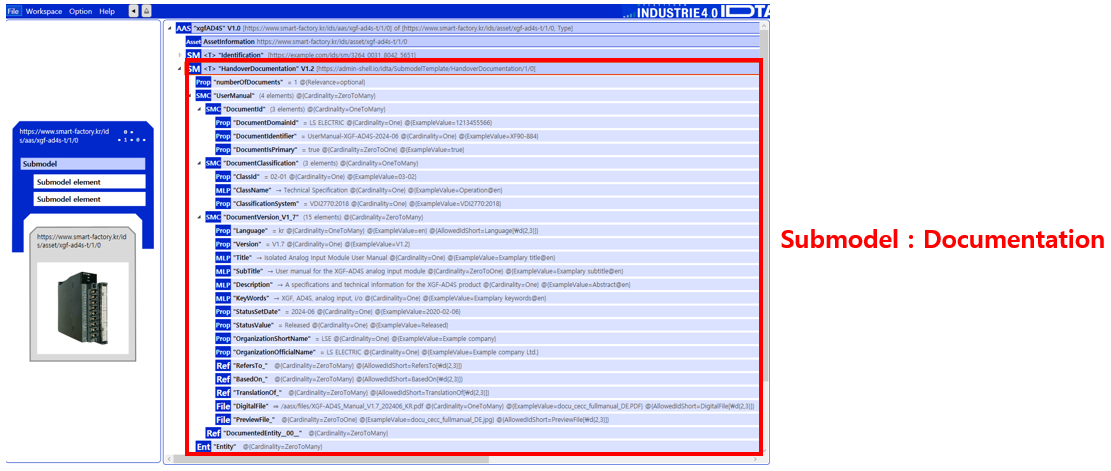 File Workspace Option Help
INDUSTRIE4.0 IDTA
https://www.smart-factory.kr/id
s/aas/xgf-ad4s-t/1/0
Submodel
Submodel element
Submodel element
https://www.smart-factory.kr/id
s/asset/xgf-ad4s-t/1/0
AAS "xgfAD4S" V1.0 [https://www.smart-factory.kr/ids/aas/xgf-ad4s-t/1/0] of [https://www.smart-factory.kr/ids/asset/xgf-ad4s-t/1/0, Type]
Asset AssetInformation https://www.smart-factory.kr/ids/asset/xgf-ad4s-t/1/0
SM <T> "Identification" [https://example.com/ids/sm/3264_0031_8042_5651]
SM <T> "HandoverDocumentation" V1.2 [https://admin-shell.io/idta/SubmodelTemplate/HandoverDocumentation/1/0]
Prop "numberOfDocuments" = 1 @{Relevance=optional}
SMC "UserManual" (4 elements) @{Cardinality=ZeroToMany}
SMC "DocumentId" (3 elements) @{Cardinality=OneToMany}
Prop "DocumentDomainId" = LS ELECTRIC @{Cardinality=One} @{ExampleValue=1213455566}
Prop "DocumentIdentifier" = UserManual-XGF-AD4S-2024-06 @{Cardinality=One} @{ExampleValue=XF90-884}
Prop "DocumentIsPrimary" = true @{Cardinality=ZeroToOne} @{ExampleValue=true}
SMC "DocumentClassification" (3 elements) @{Cardinality=OneToMany}
Prop "ClassId" = 02-01 @{Cardinality=One} @{ExampleValue=03-02}
MLP "ClassName" → Technical Specification @{Cardinality=One} @{ExampleValue=Operation@en}
Prop "ClassificationSystem" = VDI2770:2018 @{Cardinality=One} @{ExampleValue=VDI2770:2018}
SMC "DocumentVersion_V1_7" (15 elements) @{Cardinality=ZeroToMany}
Prop "Language" = kr @{Cardinality=OneToMany} @{ExampleValue=en} @{AllowedIdShort=Language[₩d{2,3}]}
Prop "Version" = V1.7 @{Cardinality=One} @{ExampleValue=V1.2}
MLP "Title" → Isolated Analog Input Module User Manual @{Cardinality=One} @{ExampleValue=Examplary title@en}
MLP "SubTitle" → User manual for the XGF-AD4S analog input module @{Cardinality=ZeroToOne} @{ExampleValue=Examplary subtitle@en}
MLP "Description" → A specifications and technical information for the XGF-AD4S product @{Cardinality=One} @{ExampleValue=Abstract@en}
MLP "KeyWords" → XGF, AD4S, analog input, i/o @{Cardinality=One} @{ExampleValue=Examplary keywords@en}
Prop "StatusSetDate" = 2024-06 @{Cardinality=One} @{ExampleValue=2020-02-06}
Prop "StatusValue" = Released @{Cardinality=One} @{ExampleValue=Released}
Prop "OrganizationShortName" = LSE @{Cardinality=One} @{ExampleValue=Example company}
Prop "OrganizationOfficialName" = LS ELECTRIC @{Cardinality=One} @{ExampleValue=Example company Ltd.}
Ref "RefersTo_" @{Cardinality=ZeroToMany} @{AllowedIdShort=RefersTo[₩d{2,3}]}
Ref "BasedOn_" @{Cardinality=ZeroToMany} @{AllowedIdShort=BasedOn[₩d{2,3}]}
Ref "TranslationOf_" @{Cardinality=ZeroToMany} @{AllowedIdShort=TranslationOf[₩d{2,3}]}
File "DigitalFile" ⇒ /aasx/files/XGF-AD4S_Manual_V1.7_202406_KR.pdf @{Cardinality=OneToMany} @{ExampleValue=docu_cecc_fullmanual_DE.PDF} @{AllowedIdShort=DigitalFile[₩d{2,3}]}
File "PreviewFile_" @{Cardinality=ZeroToOne} @{ExampleValue=docu_cecc_fullmanual_DE.jpg} @{AllowedIdShort=PreviewFile[₩d{2,3}]}
Ref "DocumentedEntity__00__" @{Cardinality=ZeroToMany}
Ent "Entity" @{Cardinality=ZeroToMany}
Submodel : Documentation